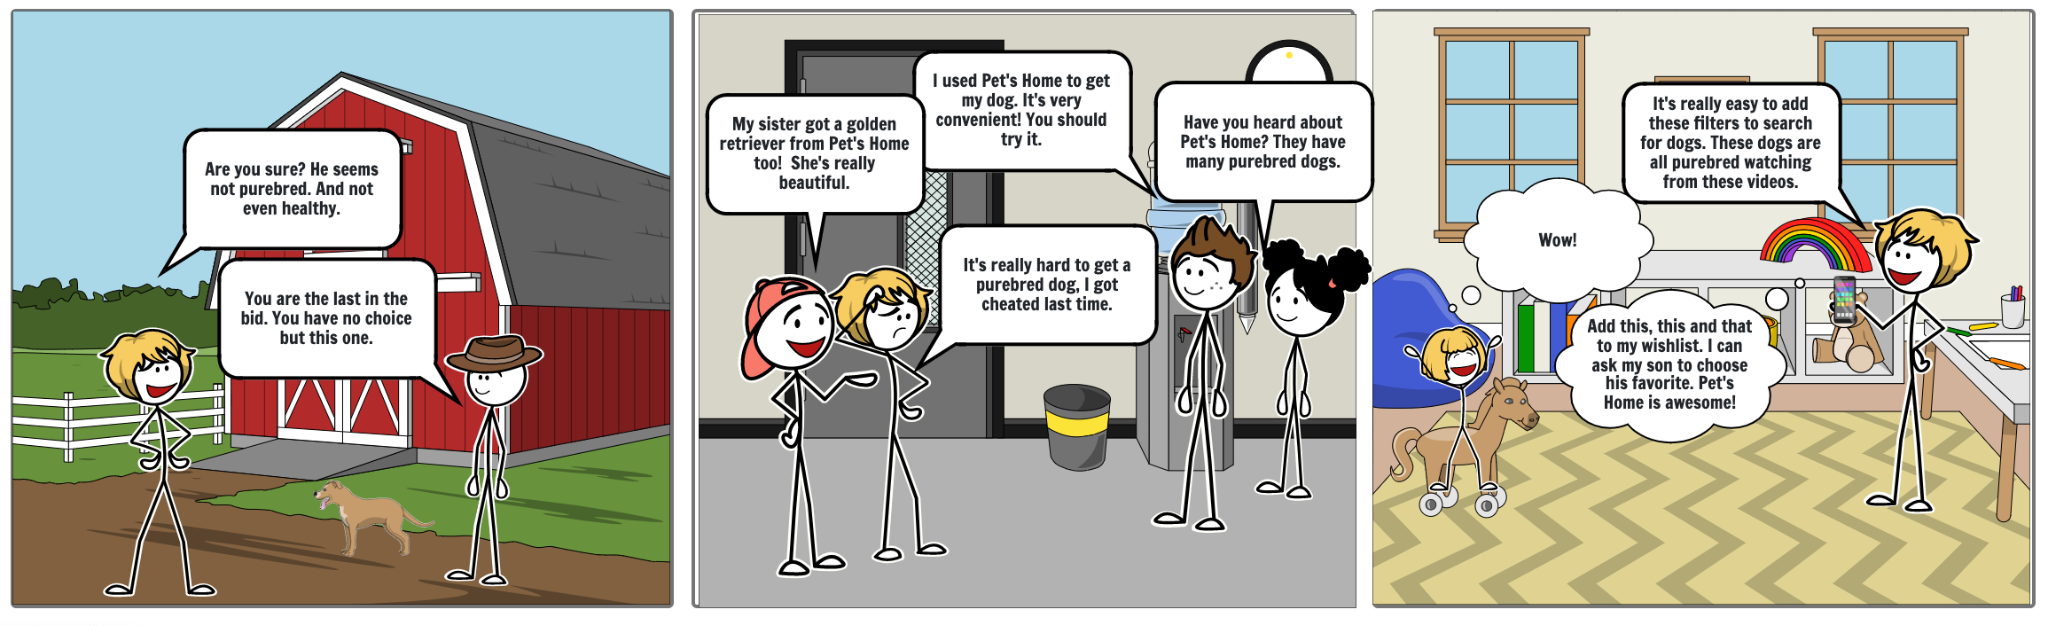 Are you sure? He seems
not purebred. And not
even healthy.
You are the last in the
bid. You have no choice
but this one.
My sister got a golden
retriever from Pet's Home
too!  She's really
beautiful.
I used Pet's Home to get
my dog. It's very
convenient! You should
try it.
Have you heard about
Pet's Home? They have
many purebred dogs.
It's really hard to get a
purebred dog, I got
cheated last time.
It's really easy to add
these filters to search
for dogs. These dogs are
all purebred watching
from these videos.
Wow!
Add this, this and that
to my wishlist. I can
ask my son to choose
his favorite. Pet's
Home is awesome!